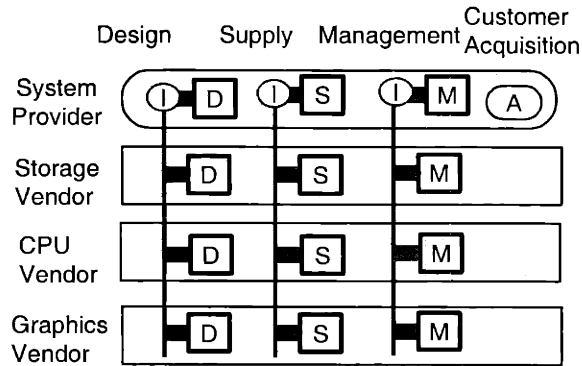 Customer
Design Supply Management Acquisition
System
Provider
I D I S I M A
Storage
Vendor
D S M
CPU
Vendor
D S M
Graphics
Vendor
D S M